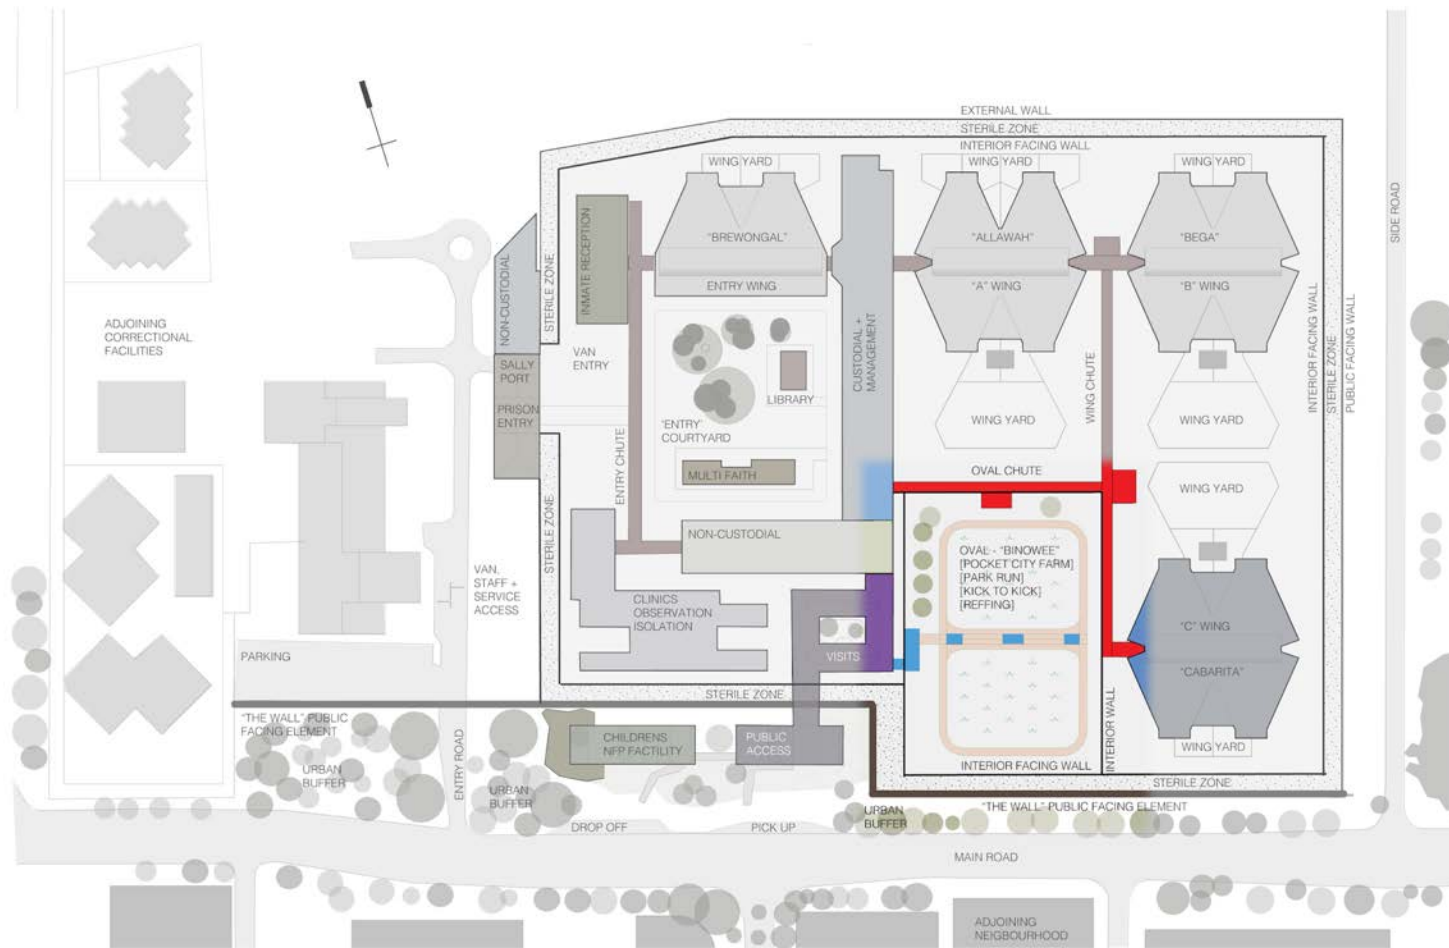 EXTERNAL WALL
STERILE ZONE
INTERIOR FACING WALL
WING YARD
WING YARD
WING YARD
SIDE ROAD
INMATE RECEPTION
"BREWONGAL"
"ALLAWAH"
"BEGA"
NON-CUSTODIAL
STERILE ZONE
ENTRY WING
"A" WING
"B" WING
ADJOINING
CORRECTIONAL
FACILITIES
VAN
ENTRY
CUSTODIAL +
MANAGEMENT
INTERIOR FACING WALL
STERILE ZONE
PUBLIC FACING WALL
SALLY
PORT
PRISON
ENTRY
LIBRARY
WING CHUTE
'ENTRY'
COURTYARD
WING YARD
WING YARD
ENTRY CHUTE
MULTI FAITH
OVAL CHUTE
WING YARD
STERILE ZONE
NON-CUSTODIAL
OVAL - "BINOWEE"
[POCKET CITY FARM]
[PARK RUN]
[KICK TO KICK]
[REFFING]
VAN,
STAFF +
SERVICE
ACCESS
CLINICS
OBSERVATION
ISOLATION
"C" WING
PARKING
VISITS
"CABARITA"
STERILE ZONE
"THE WALL" PUBLIC
FACING ELEMENT
INTERIOR WALL
CHILDRENS
NFP FACTILITY
PUBLIC
ACCESS
WING YARD
URBAN
BUFFER
ENTRY ROAD
INTERIOR FACING WALL
STERILE ZONE
URBAN
BUFFER
"THE WALL" PUBLIC FACING ELEMENT
URBAN
BUFFER
DROP OFF
PICK UP
MAIN ROAD
ADJOINING
NEIGBOURHOOD